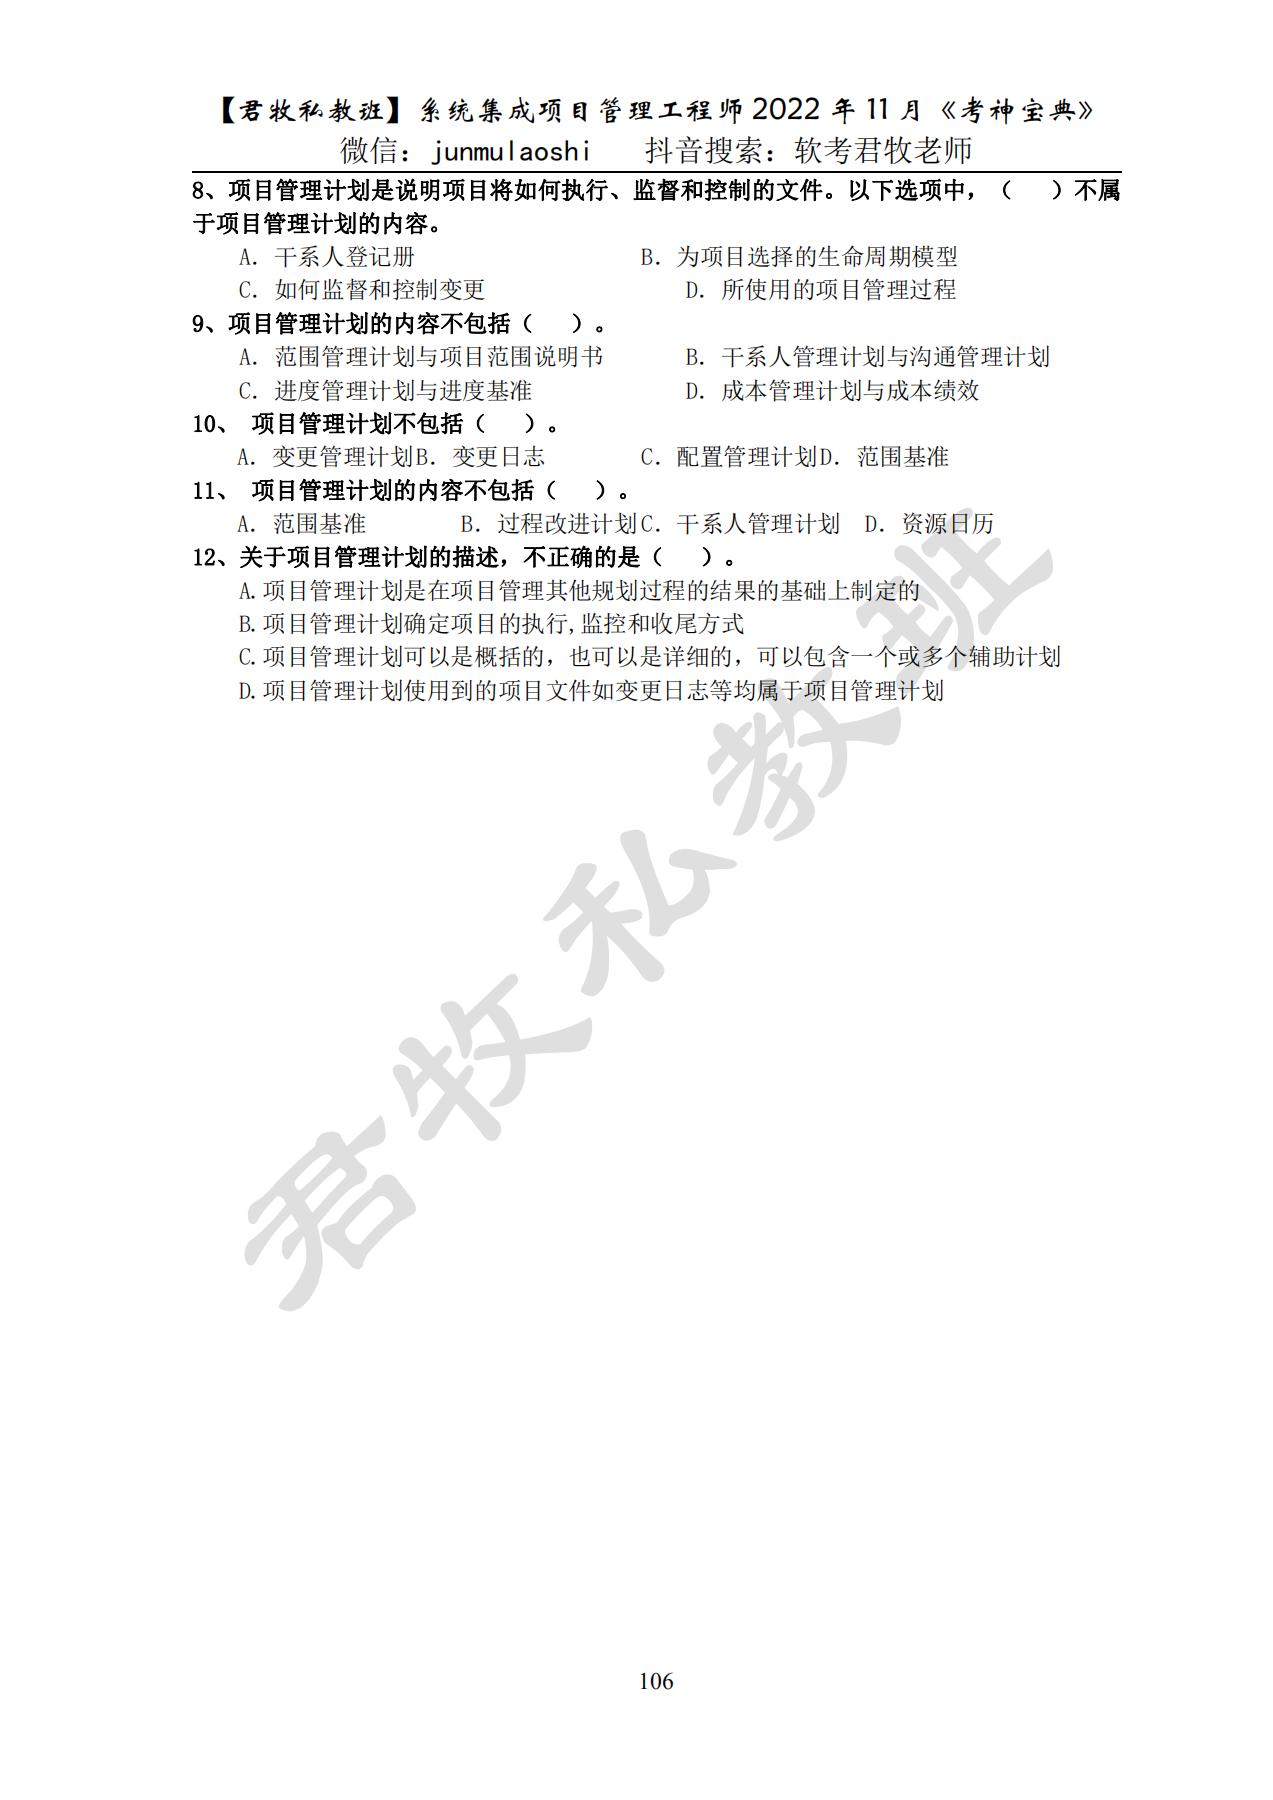 【君牧私教班】系统集成项目管理工程师 2022 年 11 月《考神宝典》
微信：junmulaoshi 抖音搜索：软考君牧老师
8、项目管理计划是说明项目将如何执行、监督和控制的文件。以下选项中，（ ）不属
于项目管理计划的内容。
A．干系人登记册 B．为项目选择的生命周期模型
C．如何监督和控制变更 D．所使用的项目管理过程
9、项目管理计划的内容不包括（ ）。
A．范围管理计划与项目范围说明书 B．干系人管理计划与沟通管理计划
C．进度管理计划与进度基准 D．成本管理计划与成本绩效
10、 项目管理计划不包括（ ）。
A．变更管理计划 B．变更日志 C．配置管理计划 D．范围基准
11、 项目管理计划的内容不包括（ ）。
A．范围基准 B．过程改进计划 C．干系人管理计划 D．资源日历
12、关于项目管理计划的描述，不正确的是（ ）。
A.项目管理计划是在项目管理其他规划过程的结果的基础上制定的
B.项目管理计划确定项目的执行,监控和收尾方式
C.项目管理计划可以是概括的，也可以是详细的，可以包含一个或多个辅助计划
D.项目管理计划使用到的项目文件如变更日志等均属于项目管理计划
君牧私教班
106